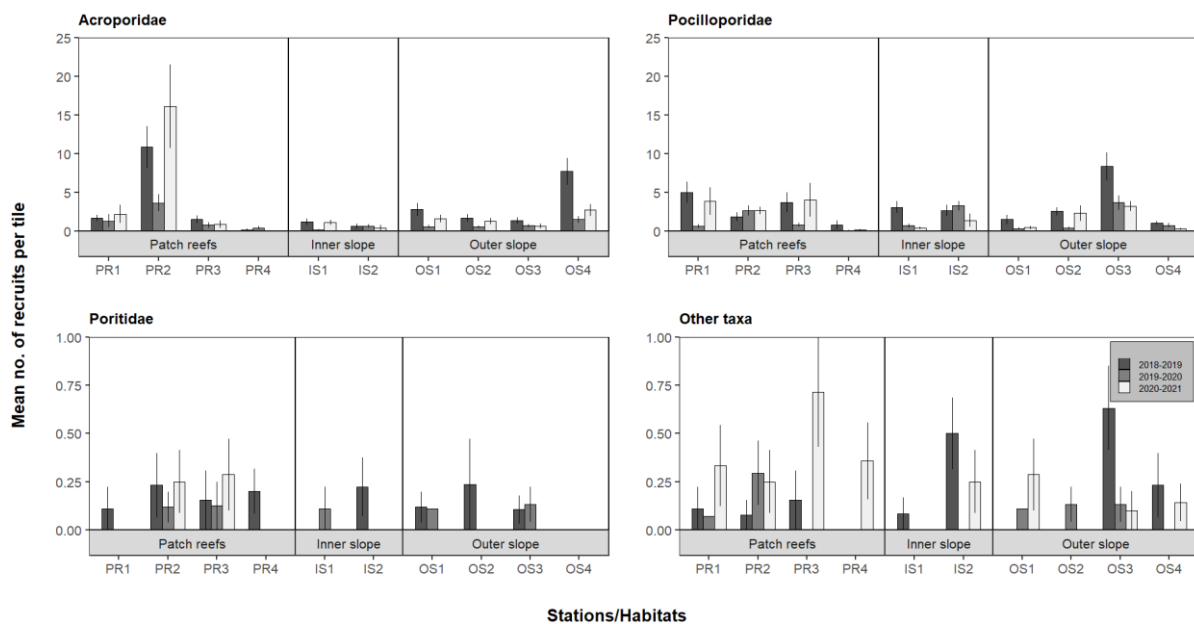 Acroporidae
25
20
15
10
5
0
Patch reefs Inner slope Outer slope
PR1 PR2 PR3 PR4 IS1 IS2 OS1 OS2 OS3 OS4
Pocilloporidae
25
20
15
10
5
0
Patch reefs Inner slope Outer slope
PR1 PR2 PR3 PR4 IS1 IS2 OS1 OS2 OS3 OS4
Mean no. of recruits per tile
Poritidae
1.00
0.75
0.50
0.25
0.00
Patch reefs Inner slope Outer slope
PR1 PR2 PR3 PR4 IS1 IS2 OS1 OS2 OS3 OS4
Other taxa
1.00
0.75
0.50
0.25
0.00
2018-2019
2019-2020
2020-2021
Patch reefs Inner slope Outer slope
PR1 PR2 PR3 PR4 IS1 IS2 OS1 OS2 OS3 OS4
Stations/Habitats